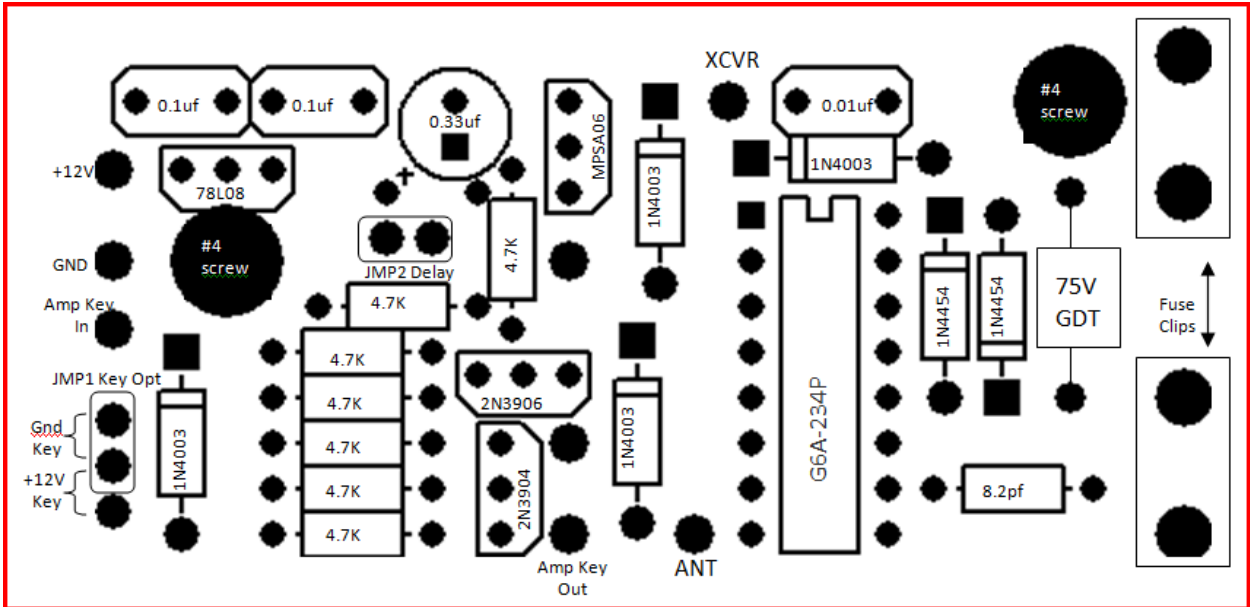 XCVR
0.1uf
0.1uf
0.33uf
+
MPSA06
0.01uf
#4
screw
+12V
78L08
1N4003
1N4003
#4
screw
GND
JMP2 Delay
4.7K
Amp Key
In
4.7K
4.7K
JMP1 Key Opt
4.7K
2N3906
Gnd
Key
4.7K
+12V
Key
1N4003
4.7K
4.7K
2N3904
1N4003
G6A-234P
1N4454
1N4454
75V
GDT
Fuse
Clips
8.2pf
Amp Key
Out
ANT